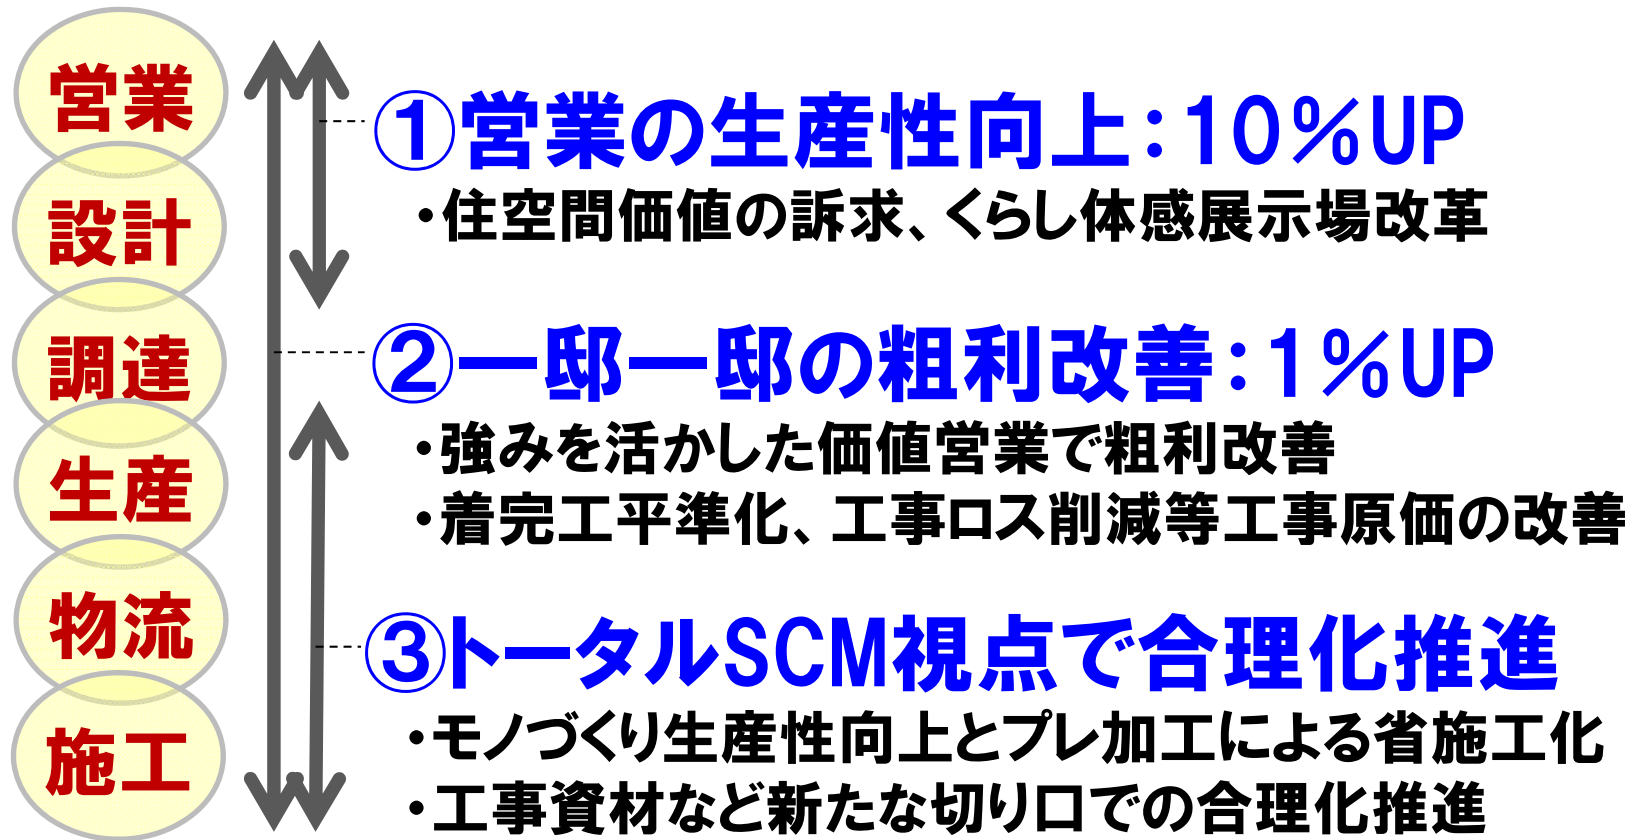 営業
設計
調達
生産
物流
施工
①営業の生産性向上:10%UP
・住空間価値の訴求、くらし体感展示場改革
②一邸一邸の粗利改善:1%UP
・強みを活かした価値営業で粗利改善
・着完工平準化、工事ロス削減等工事原価の改善
③トータルSCM視点で合理化推進
・モノづくり生産性向上とプレ加工による省施工化
・工事資材など新たな切り口での合理化推進